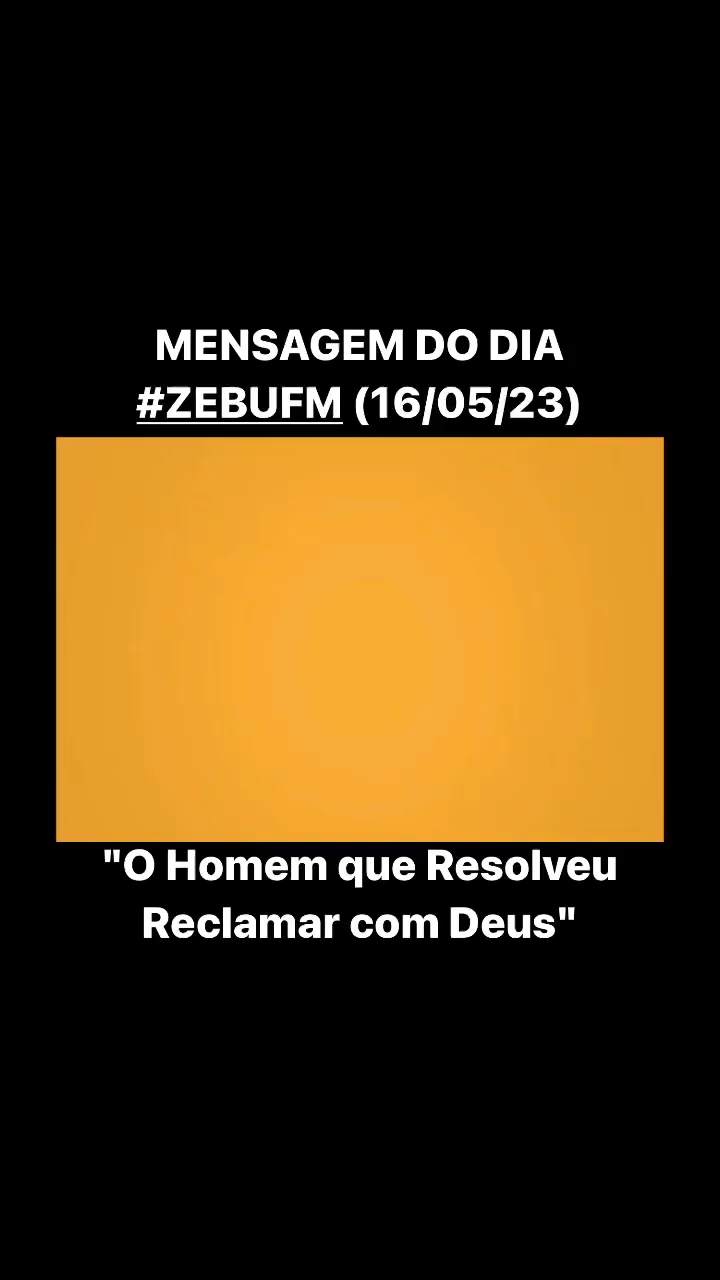 MENSAGEM DO DIA
#ZEBUFM (16/05/23)
"O Homem que Resolveu
Reclamar com Deus"